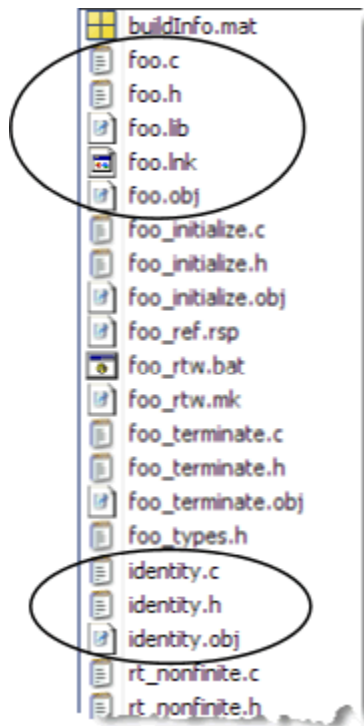 buildInfo.mat
foo.c
foo.h
foo.lib
foo.lnk
foo.obj
foo_initialize.c
foo_initialize.h
foo_initialize.obj
foo_ref.rsp
foo_rtw.bat
foo_rtw.mk
foo_terminate.c
foo_terminate.h
foo_terminate.obj
foo_types.h
identity.c
identity.h
identity.obj
rt_nonfinite.c
rt_nonfinite.h